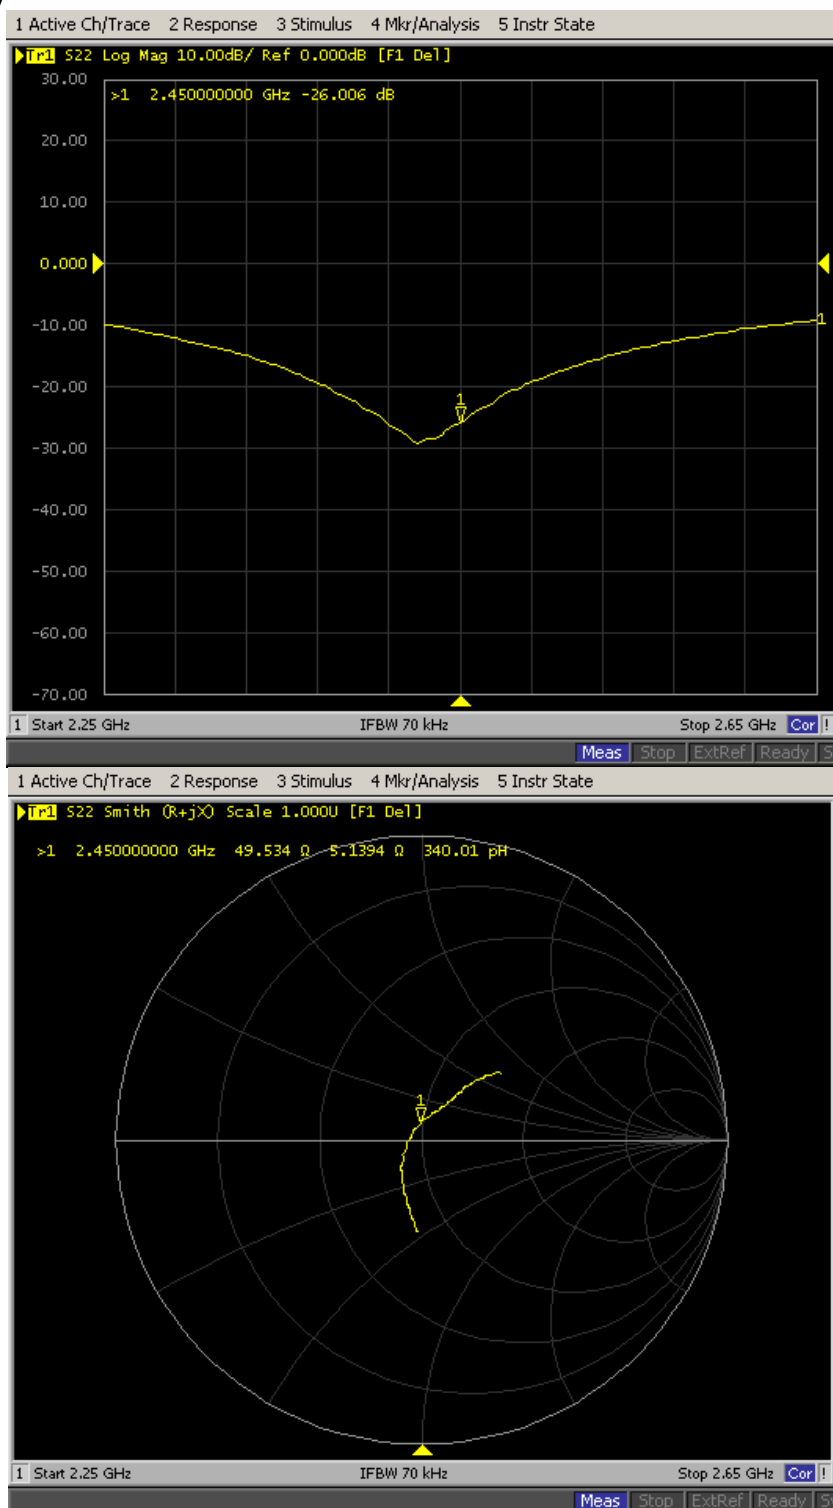 1 Active Ch/Trace 2 Response 3 Stimulus 4 Mkr/Analysis 5 Instr State
Tr1 S22 Log Mag 10.00dB/ Ref 0.000dB [F1 Del]
30.00
>1 2.450000000 GHz -26.006 dB
20.00
10.00
0.000
-10.00
1
-20.00
1
-30.00
-40.00
-50.00
-60.00
-70.00
1 Start 2.25 GHz IFBW 70 kHz Stop 2.65 GHz Cor !
Meas Stop ExtRef Ready S
1 Active Ch/Trace 2 Response 3 Stimulus 4 Mkr/Analysis 5 Instr State
Tr1 S22 Smith (R+jX) Scale 1.000U [F1 Del]
>1 2.450000000 GHz 49.534 Ω 5.1394 Ω 340.01 pH
1
1 Start 2.25 GHz IFBW 70 kHz Stop 2.65 GHz Cor !
Meas Stop ExtRef Ready S